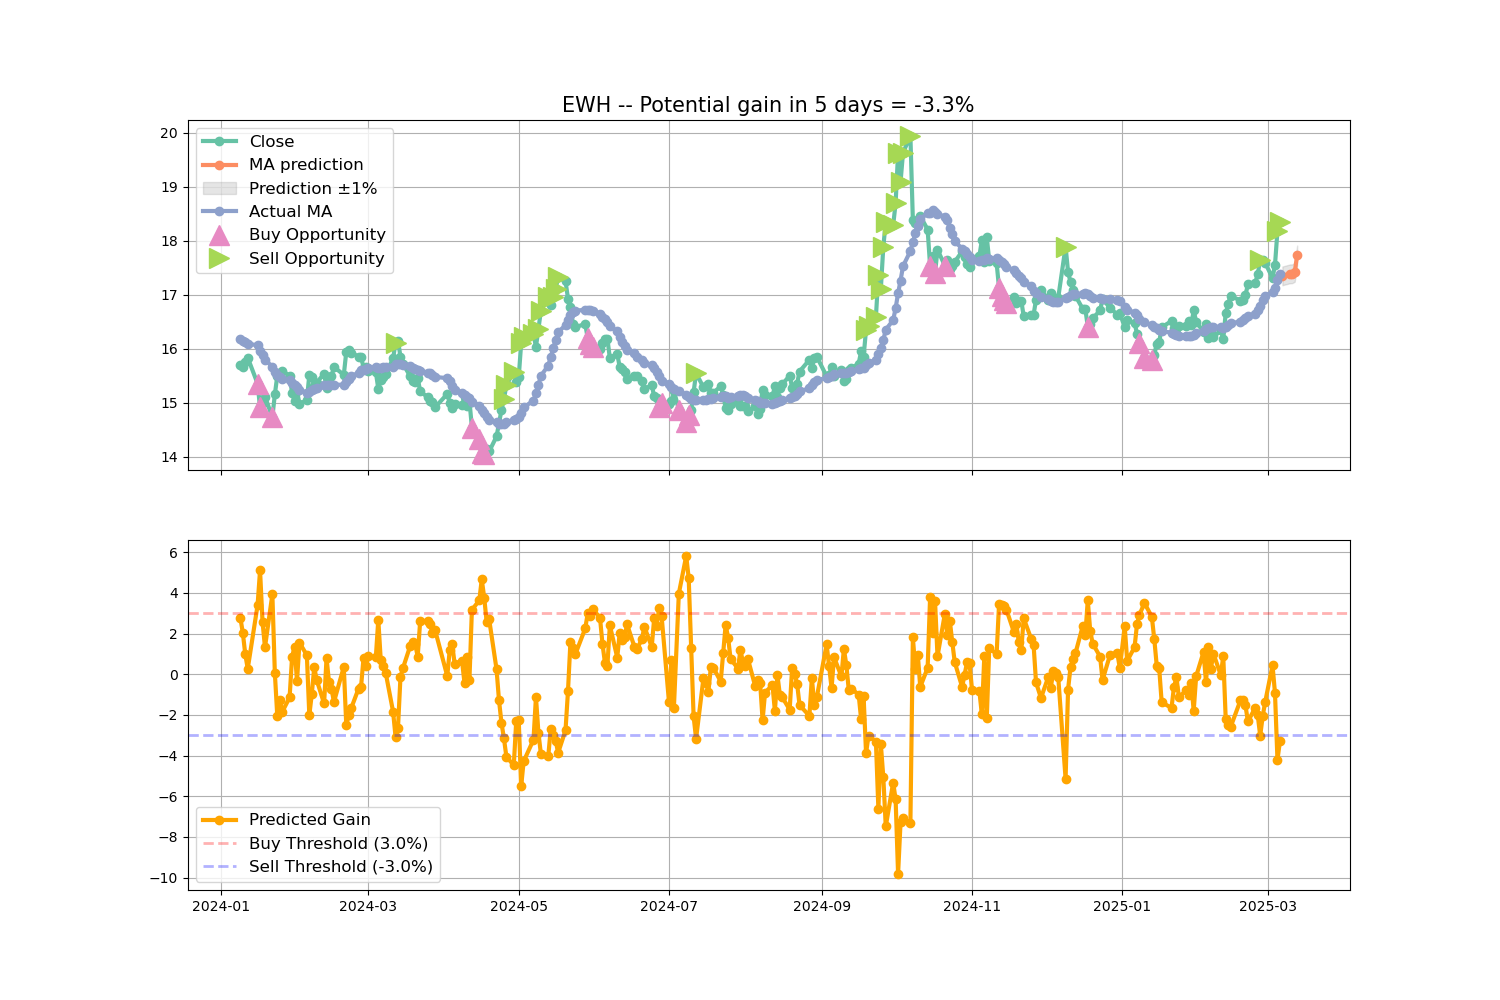 EWH -- Potential gain in 5 days = -3.3%
20
19
18
17
16
15
14
Close
MA prediction
Prediction ±1%
Actual MA
Buy Opportunity
Sell Opportunity
6
4
2
0
−2
−4
−6
−8
−10
Predicted Gain
Buy Threshold (3.0%)
Sell Threshold (-3.0%)
2024-01 2024-03 2024-05 2024-07 2024-09 2024-11 2025-01 2025-03